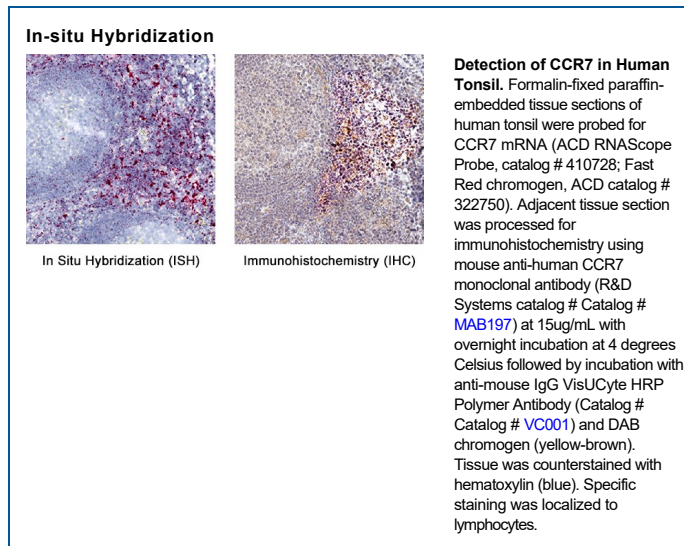 In-situ Hybridization
In Situ Hybridization (ISH)
Immunohistochemistry (IHC)
Detection of CCR7 in Human
Tonsil. Formalin-fixed paraffin-
embedded tissue sections of
human tonsil were probed for
CCR7 mRNA (ACD RNAScope
Probe, catalog # 410728; Fast
Red chromogen, ACD catalog #
322750). Adjacent tissue section
was processed for
immunohistochemistry using
mouse anti-human CCR7
monoclonal antibody (R&D
Systems catalog # Catalog #
MAB197) at 15ug/mL with
overnight incubation at 4 degrees
Celsius followed by incubation with
anti-mouse IgG VisUCyte HRP
Polymer Antibody (Catalog #
Catalog # VC001) and DAB
chromogen (yellow-brown).
Tissue was counterstained with
hematoxylin (blue). Specific
staining was localized to
lymphocytes.